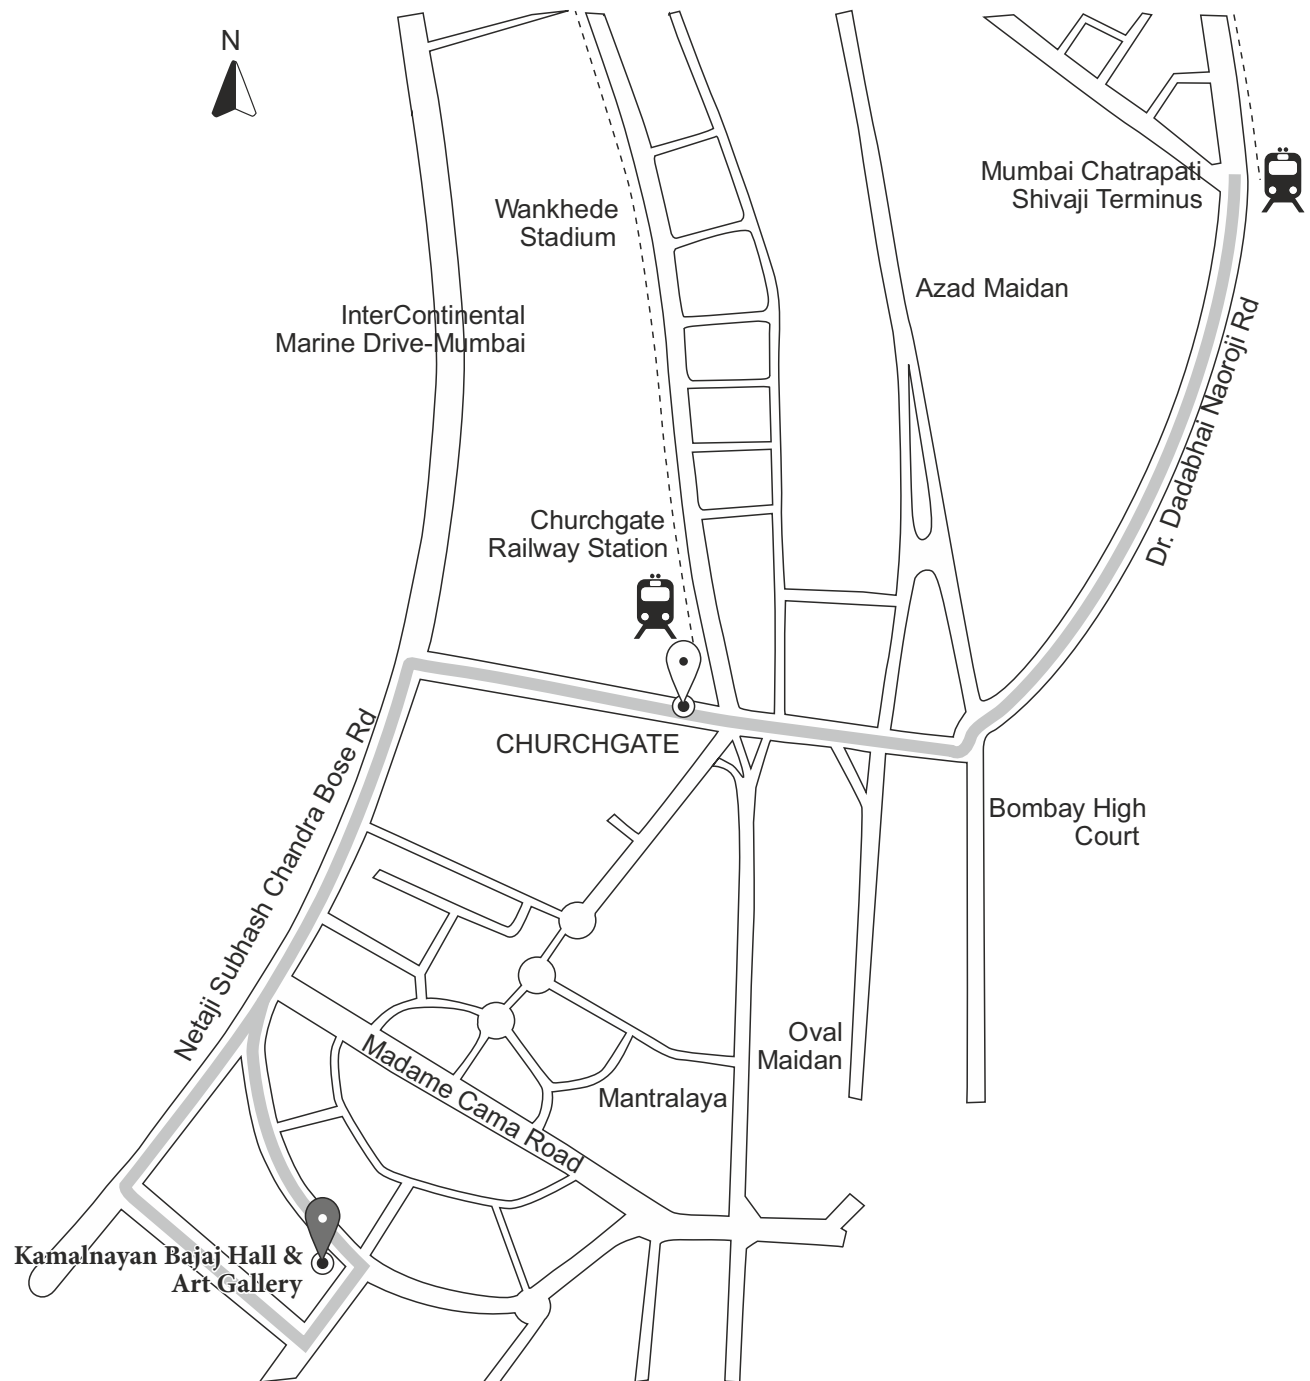 N
Mumbai Chatrapati
Shivaji Terminus
Wankhede
Stadium
Azad Maidan
InterContinental
Marine Drive-Mumbai
Dr. Dadabhai Naoroji Rd
Churchgate
Railway Station
CHURCHGATE
Netaji Subhash Chandra Bose Rd
Bombay High
Court
Oval
Maidan
Madame Cama Road
Mantralaya
Kamalnayan Bajaj Hall &
Art Gallery